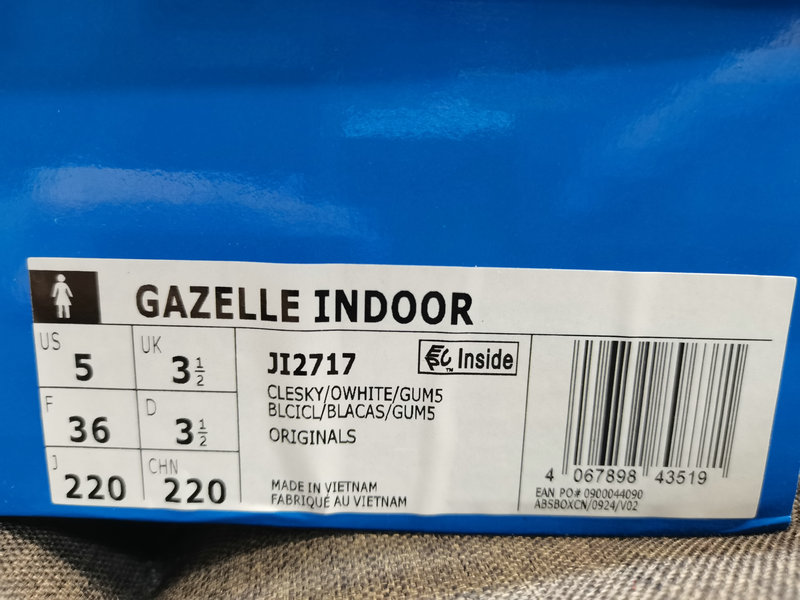 GAZELLE INDOOR
US 5 UK 3 1/2
F 36 D 3 1/2
J 220 CHN 220
JI2717
Inside
TM
CLESKY/OWHITE/GUM5
BLCICL/BLACAS/GUM5
ORIGINALS
MADE IN VIETNAM
FABRIQUÉ AU VIETNAM
4 067898 43519
EAN PO# 0900044090
ABSBOXCN/0924/V02